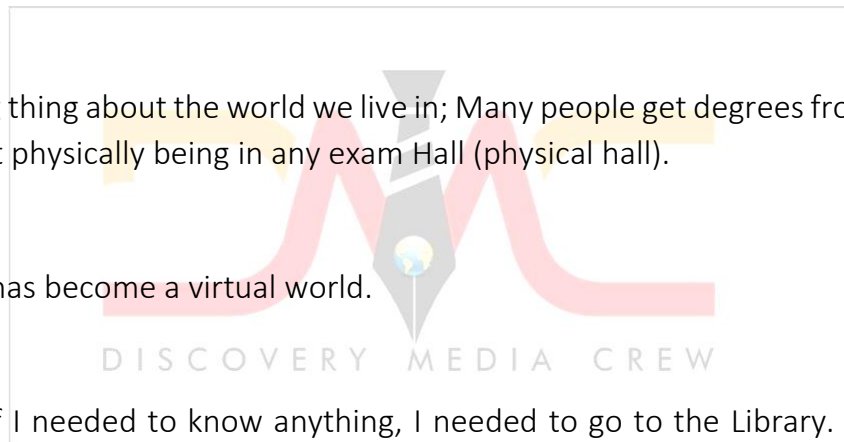 thing about the world we live in; Many people get degrees fro
physically being in any exam Hall (physical hall).
has become a virtual world.
DISCOVERY MEDIA CREW
I needed to know anything, I needed to go to the Library.